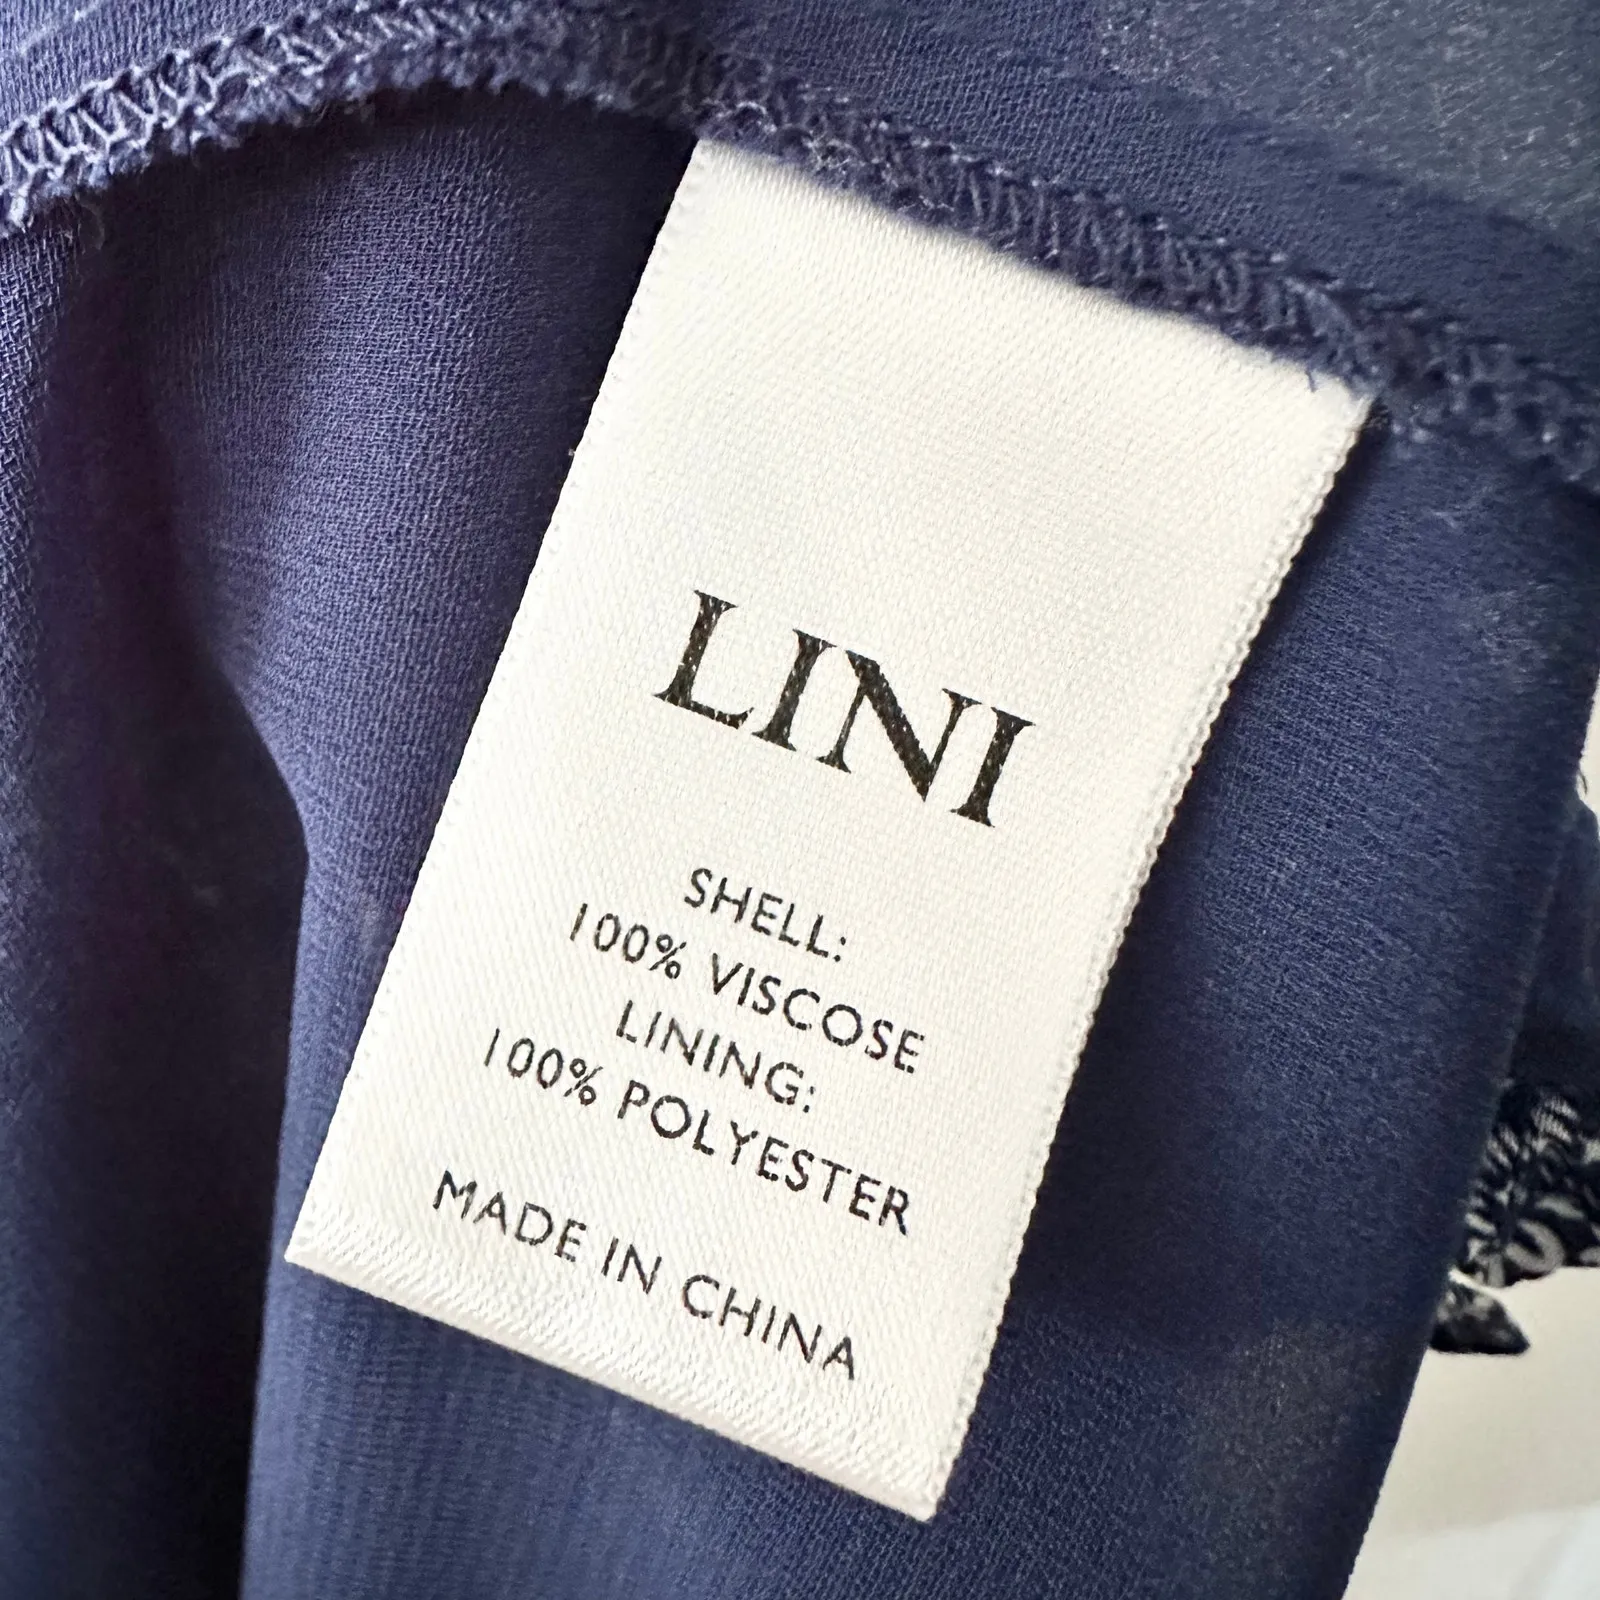 LINI
SHELL:
100% VISCOSE
LINING:
100% POLYESTER
MADE IN CHINA